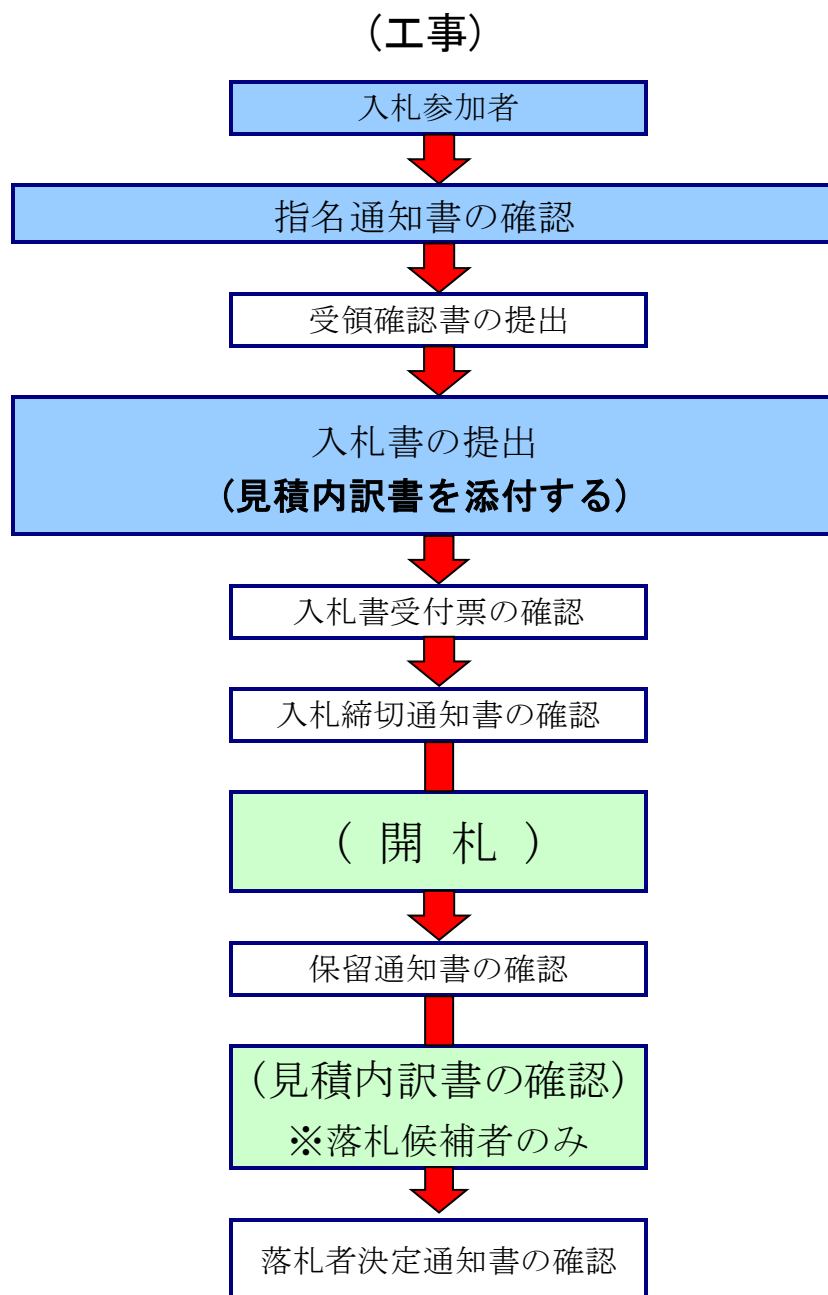 （工事）
入札参加者
指名通知書の確認
受領確認書の提出
入札書の提出
（見積内訳書を添付する）
入札書受付票の確認
入札締切通知書の確認
（ 開 札 ）
保留通知書の確認
（見積内訳書の確認）
※落札候補者のみ
落札者決定通知書の確認